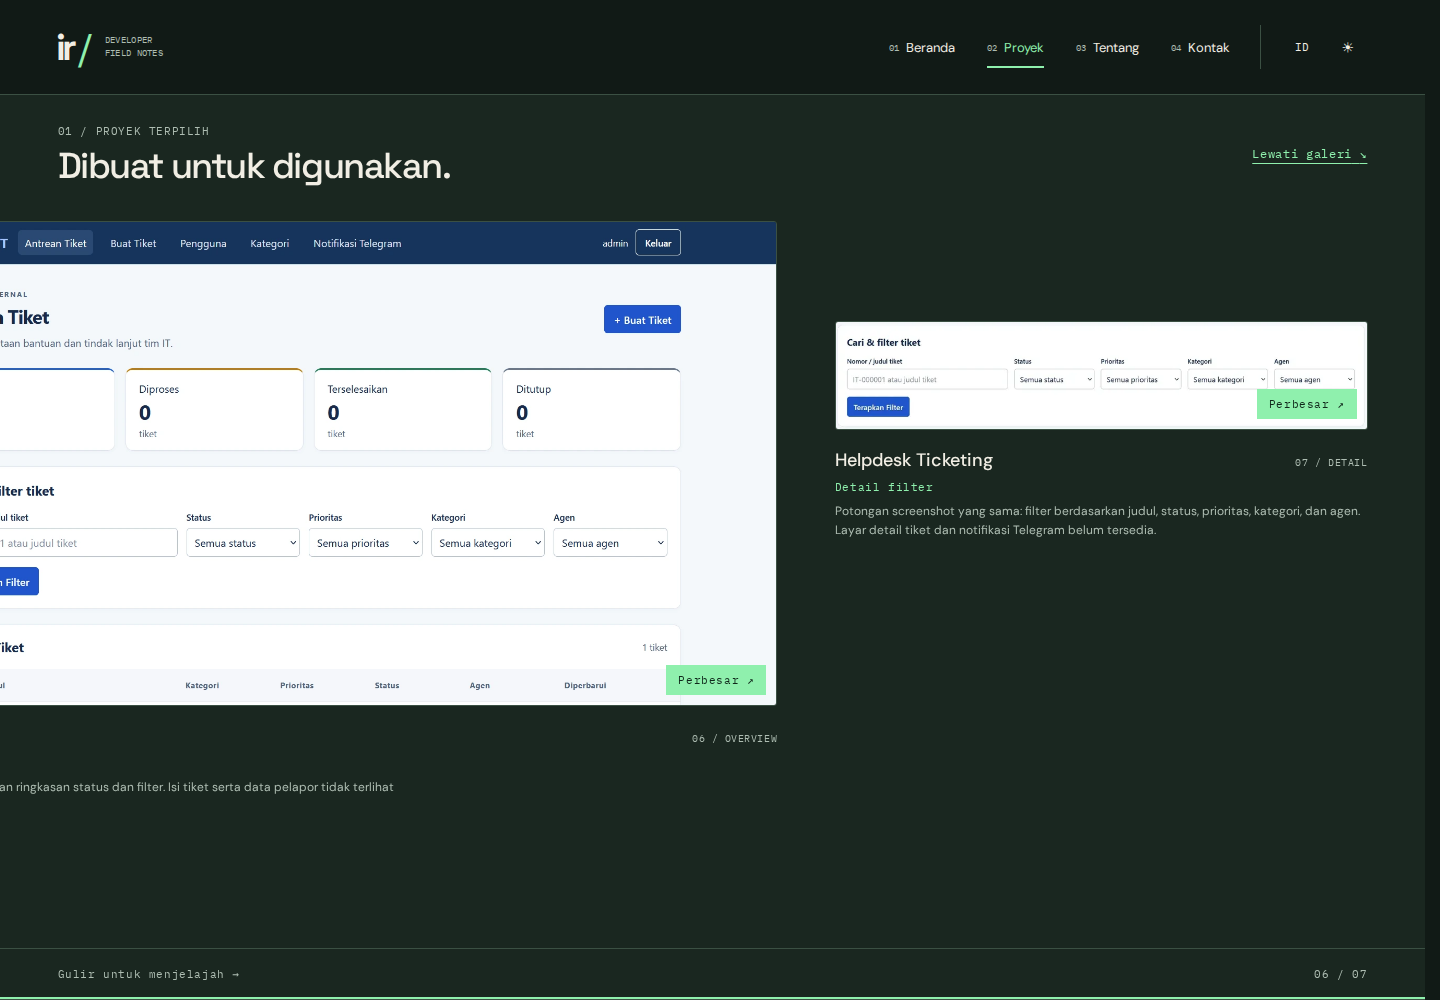 ir/
DEVELOPER
FIELD NOTES
01 Beranda
02 Proyek
03 Tentang
04 Kontak
ID
01 / PROYEK TERPILIH
Dibuat untuk digunakan.
Lewati galeri ↘
T
Antrean Tiket
Buat Tiket
Pengguna
Kategori
Notifikasi Telegram
admin
Keluar
ERNAL
n Tiket
+ Buat Tiket
taan bantuan dan tindak lanjut tim IT.
Diproses
0
tiket
Terselesaikan
0
tiket
Ditutup
0
tiket
ilter tiket
ul tiket
Status
Prioritas
Kategori
Agen
1 atau judul tiket
Semua status
Semua prioritas
Semua kategori
Semua agen
n Filter
Tiket
1 tiket
ul
Kategori
Prioritas
Status
Agen
Diperbarui
Perbesar ↗
06 / OVERVIEW
an ringkasan status dan filter. Isi tiket serta data pelapor tidak terlihat
Cari & filter tiket
Nomor / judul tiket
Status
Prioritas
Kategori
Agen
IT-000001 atau judul tiket
Semua status
Semua prioritas
Semua kategori
Semua agen
Terapkan Filter
Perbesar ↗
Helpdesk Ticketing
07 / DETAIL
Detail filter
Potongan screenshot yang sama: filter berdasarkan judul, status, prioritas, kategori, dan agen.
Layar detail tiket dan notifikasi Telegram belum tersedia.
Gulir untuk menjelajah →
06 / 07